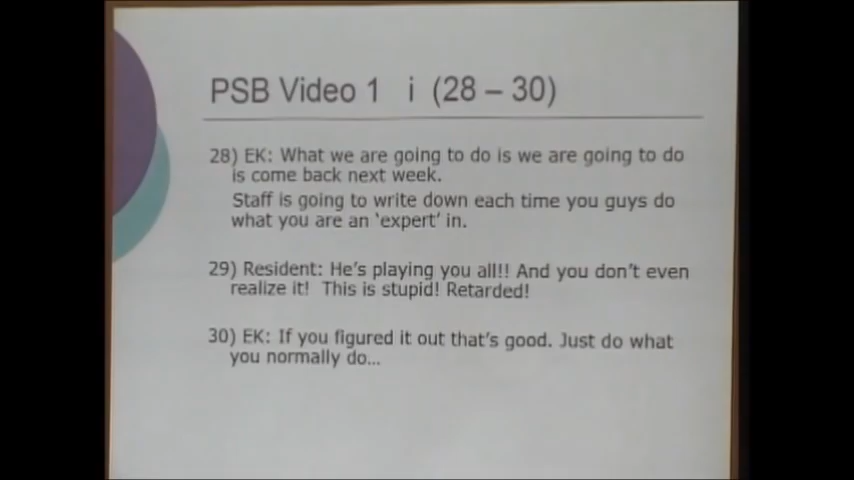 PSB Video 1 i (28 – 30)
28) EK: What we are going to do is we are going to do
is come back next week.
Staff is going to write down each time you guys do
what you are an ‘expert’ in.
29) Resident: He’s playing you all!! And you don’t even
realize it! This is stupid! Retarded!
30) EK: If you figured it out that’s good. Just do what
you normally do...